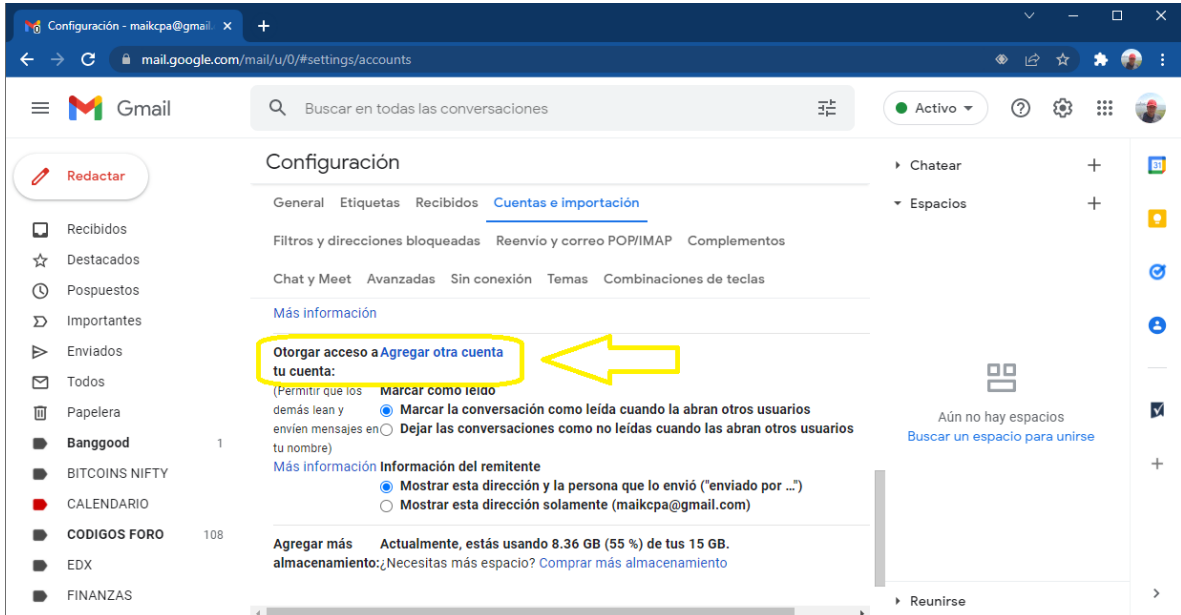 Configuración - maikcpa@gmail.
mail.google.com/mail/u/0/#settings/accounts
Gmail
Buscar en todas las conversaciones
Activo
Redactar
Recibidos
Destacados
Pospuestos
Importantes
Enviados
Todos
Papelera
Banggood 1
BITCOINS NIFTY
CALENDARIO
CODIGOS FORO 108
EDX
FINANZAS
Configuración
General Etiquetas Recibidos Cuentas e importación
Filtros y direcciones bloqueadas Reenvío y correo POP/IMAP Complementos
Chat y Meet Avanzadas Sin conexión Temas Combinaciones de teclas
Más información
Otorgar acceso a Agregar otra cuenta
tu cuenta:
(Permitir que los Marcar como leído
demás lean y Marcar la conversación como leída cuando la abran otros usuarios
envíen mensajes en Dejar las conversaciones como no leídas cuando las abran otros usuarios
tu nombre)
Más información Información del remitente
Mostrar esta dirección y la persona que lo envió ("enviado por ...")
Mostrar esta dirección solamente (maikcpa@gmail.com)
Agregar más Actualmente, estás usando 8.36 GB (55 %) de tus 15 GB.
almacenamiento: ¿Necesitas más espacio? Comprar más almacenamiento
Chatear
Espacios
Aún no hay espacios
Buscar un espacio para unirse
Reunirse
31